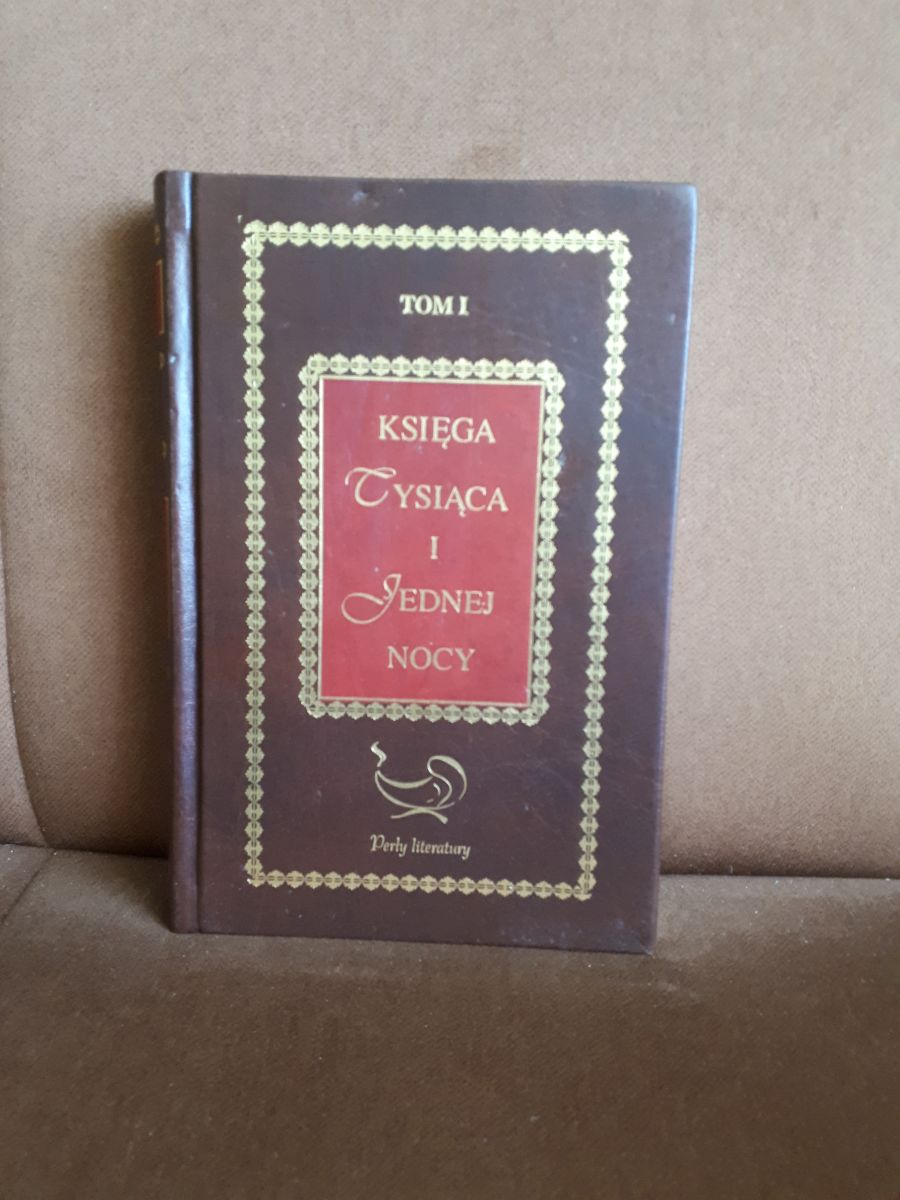 TOM I
KSIĘGA
TYSIĄCA
I
JEDNEJ
NOCY
Perły literatury